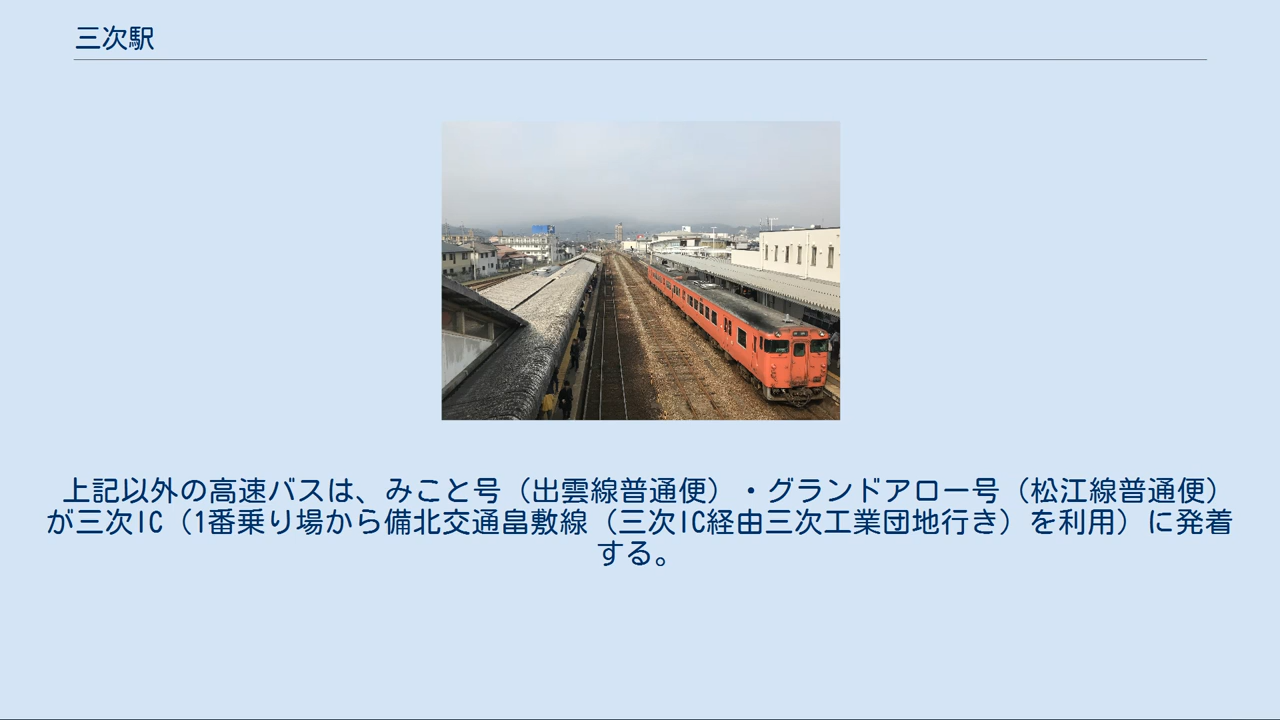 三次駅
上記以外の高速バスは、みこと号（出雲線普通便）・グランドアロー号（松江線普通便）
が三次IC（1番乗り場から備北交通畠敷線（三次IC経由三次工業団地行き）を利用）に発着
する。